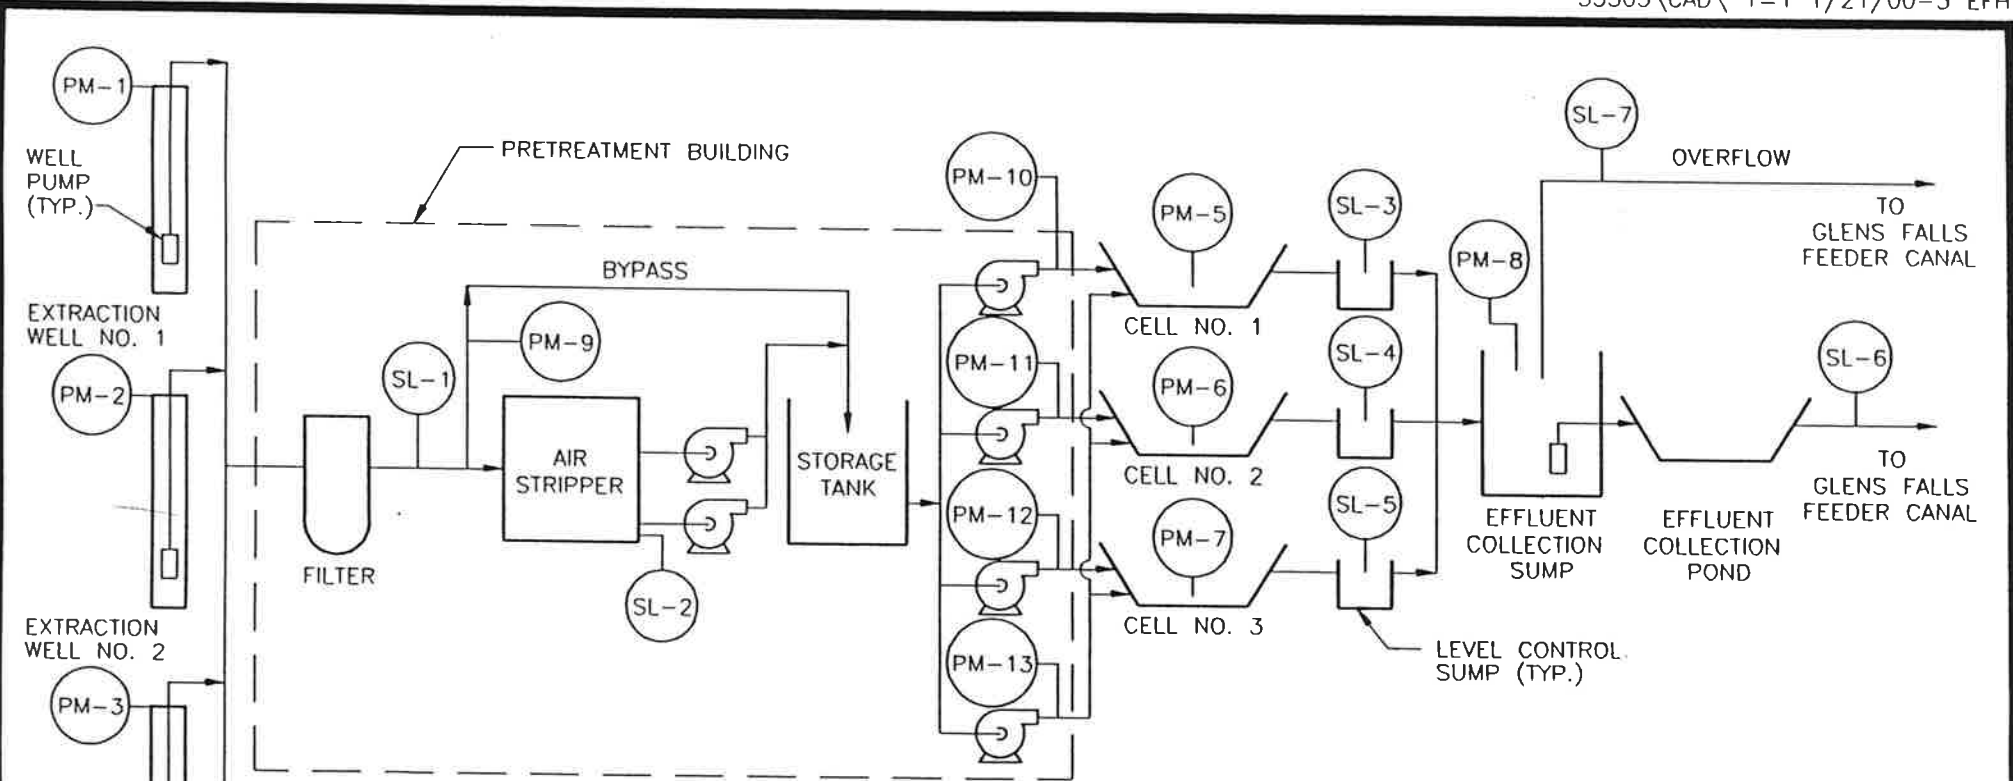 PM-1
WELL
PUMP
(TYP.)
EXTRACTION
WELL NO. 1
PM-2
EXTRACTION
WELL NO. 2
PM-3
PRETREATMENT BUILDING
BYPASS
PM-9
SL-1
FILTER
AIR
STRIPPER
SL-2
STORAGE
TANK
PM-10
PM-11
PM-12
PM-13
PM-5
CELL NO. 1
PM-6
CELL NO. 2
PM-7
CELL NO. 3
SL-3
SL-4
SL-5
LEVEL CONTROL
SUMP (TYP.)
PM-8
EFFLUENT
COLLECTION
SUMP
EFFLUENT
COLLECTION
POND
SL-7
OVERFLOW
TO
GLENS FALLS
FEEDER CANAL
SL-6
TO
GLENS FALLS
FEEDER CANAL